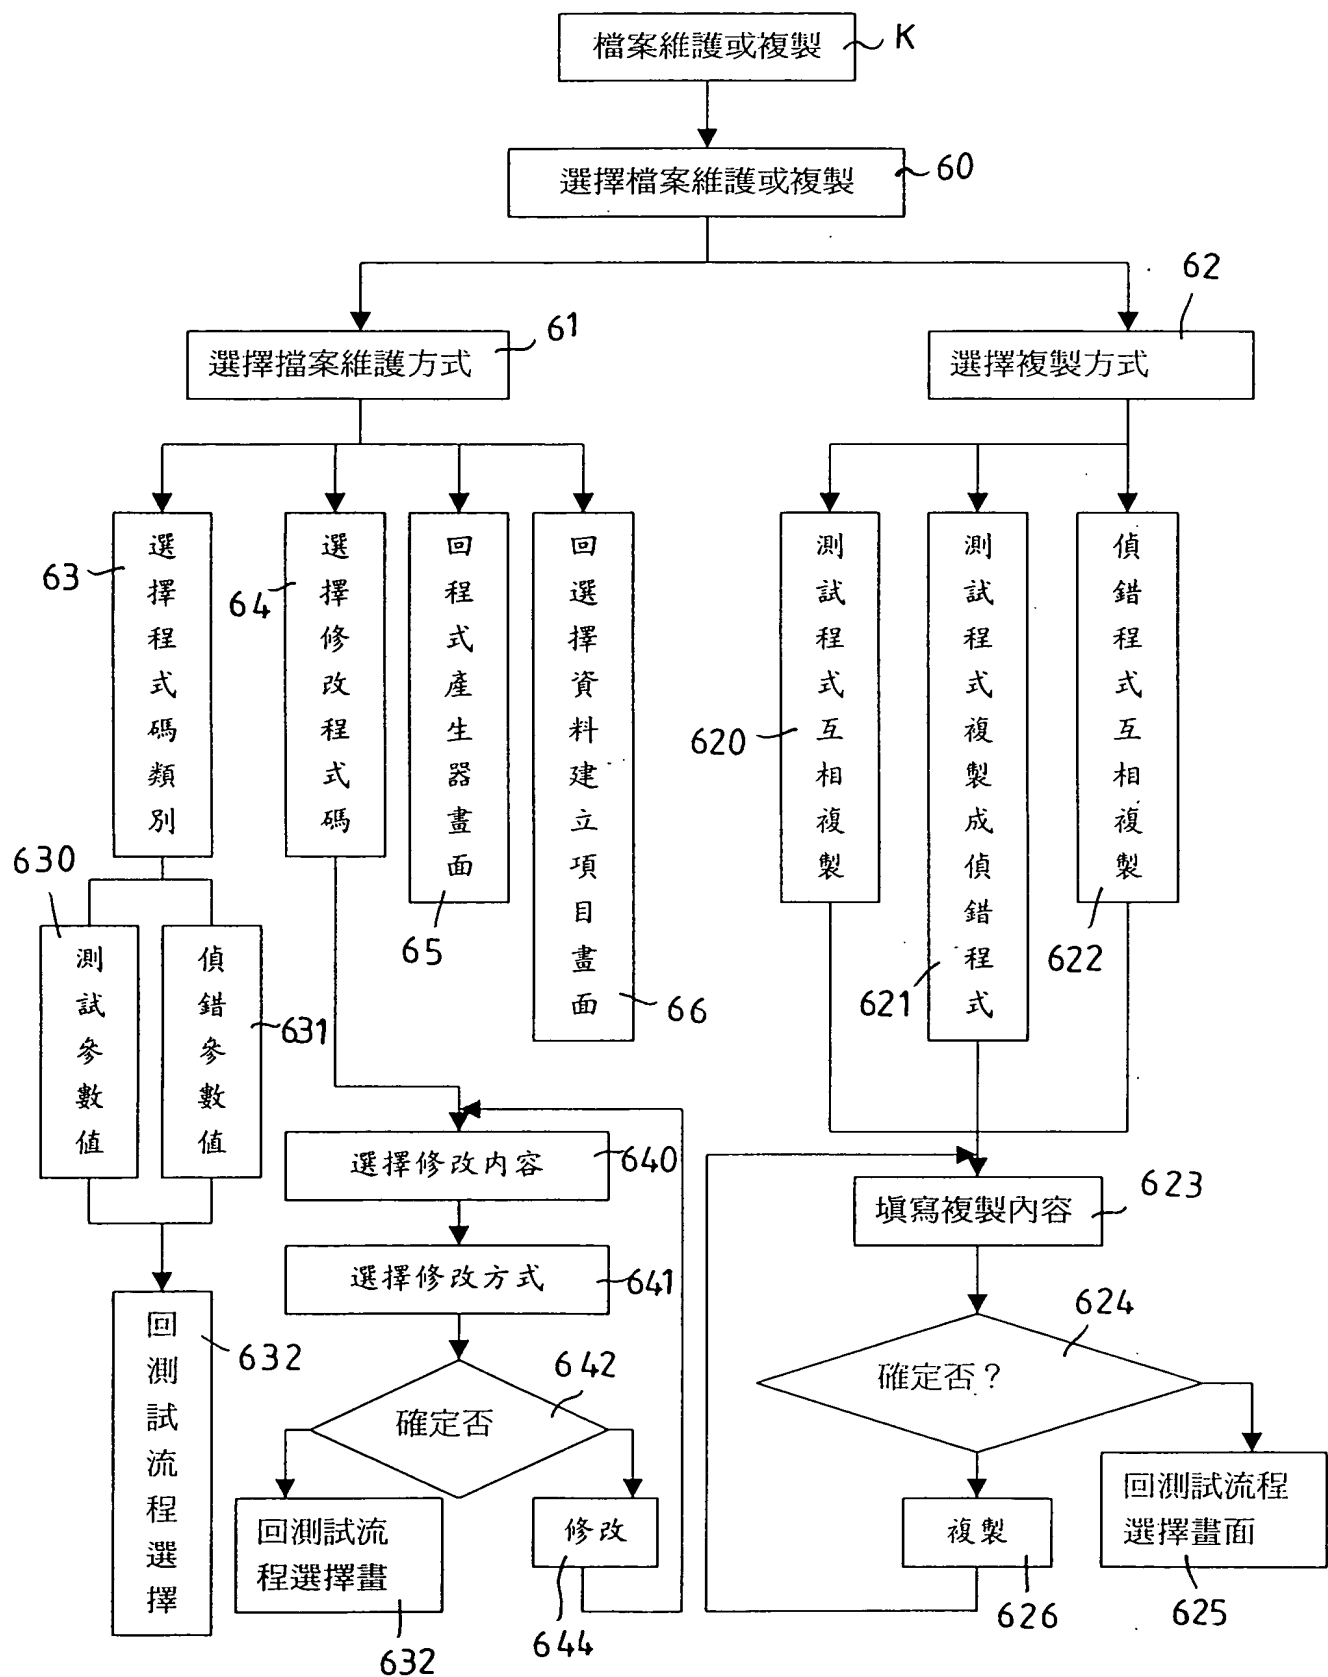 檔案維護或複製
K
選擇檔案維護或複製
60
選擇擋案維護方式
61
選擇複製方式
62
選擇程式碼類別
63
選擇修改程式碼
64
回程式產生器畫面
65
回選擇資料建立項目畫面
66
測試程式互相複製
620
測試程式複製成偵錯程式
621
偵錯程式互相複製
622
測試參數值
630
偵錯參數值
631
回測試流程選擇
632
選擇修改內容
640
選擇修改方式
641
確定否
642
回測試流
程選擇畫
632
修改
644
填寫複製內容
623
確定否？
624
複製
626
回測試流程
選擇畫面
625